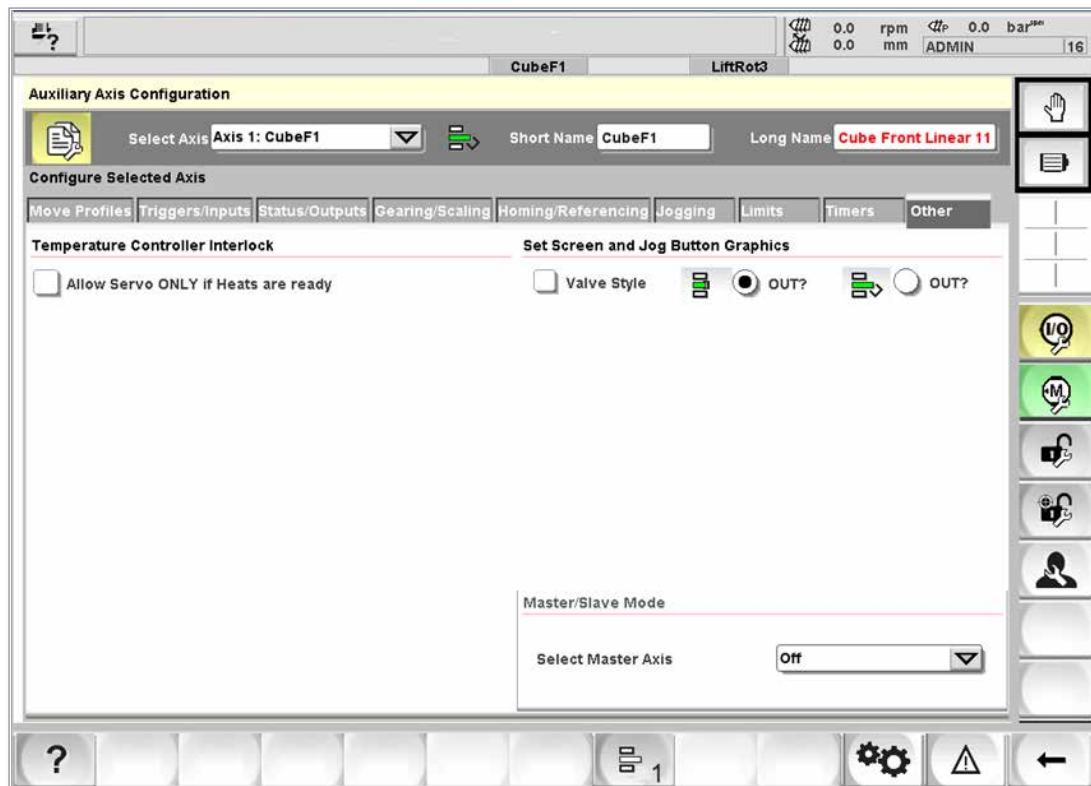 ?
0.0 rpm P 0.0 bar spe
0.0 mm ADMIN 16
CubeF1 LiftRot3
Auxiliary Axis Configuration
Select Axis Axis 1: CubeF1 Short Name CubeF1 Long Name Cube Front Linear 11
Configure Selected Axis
Move Profiles Triggers/Inputs Status/Outputs Gearing/Scaling Homing/Referencing Jogging Limits Timers Other
Temperature Controller Interlock Set Screen and Jog Button Graphics
Allow Servo ONLY if Heats are ready Valve Style OUT? OUT?
I/O
M
1
1
Master/Slave Mode
Select Master Axis Off
? 1